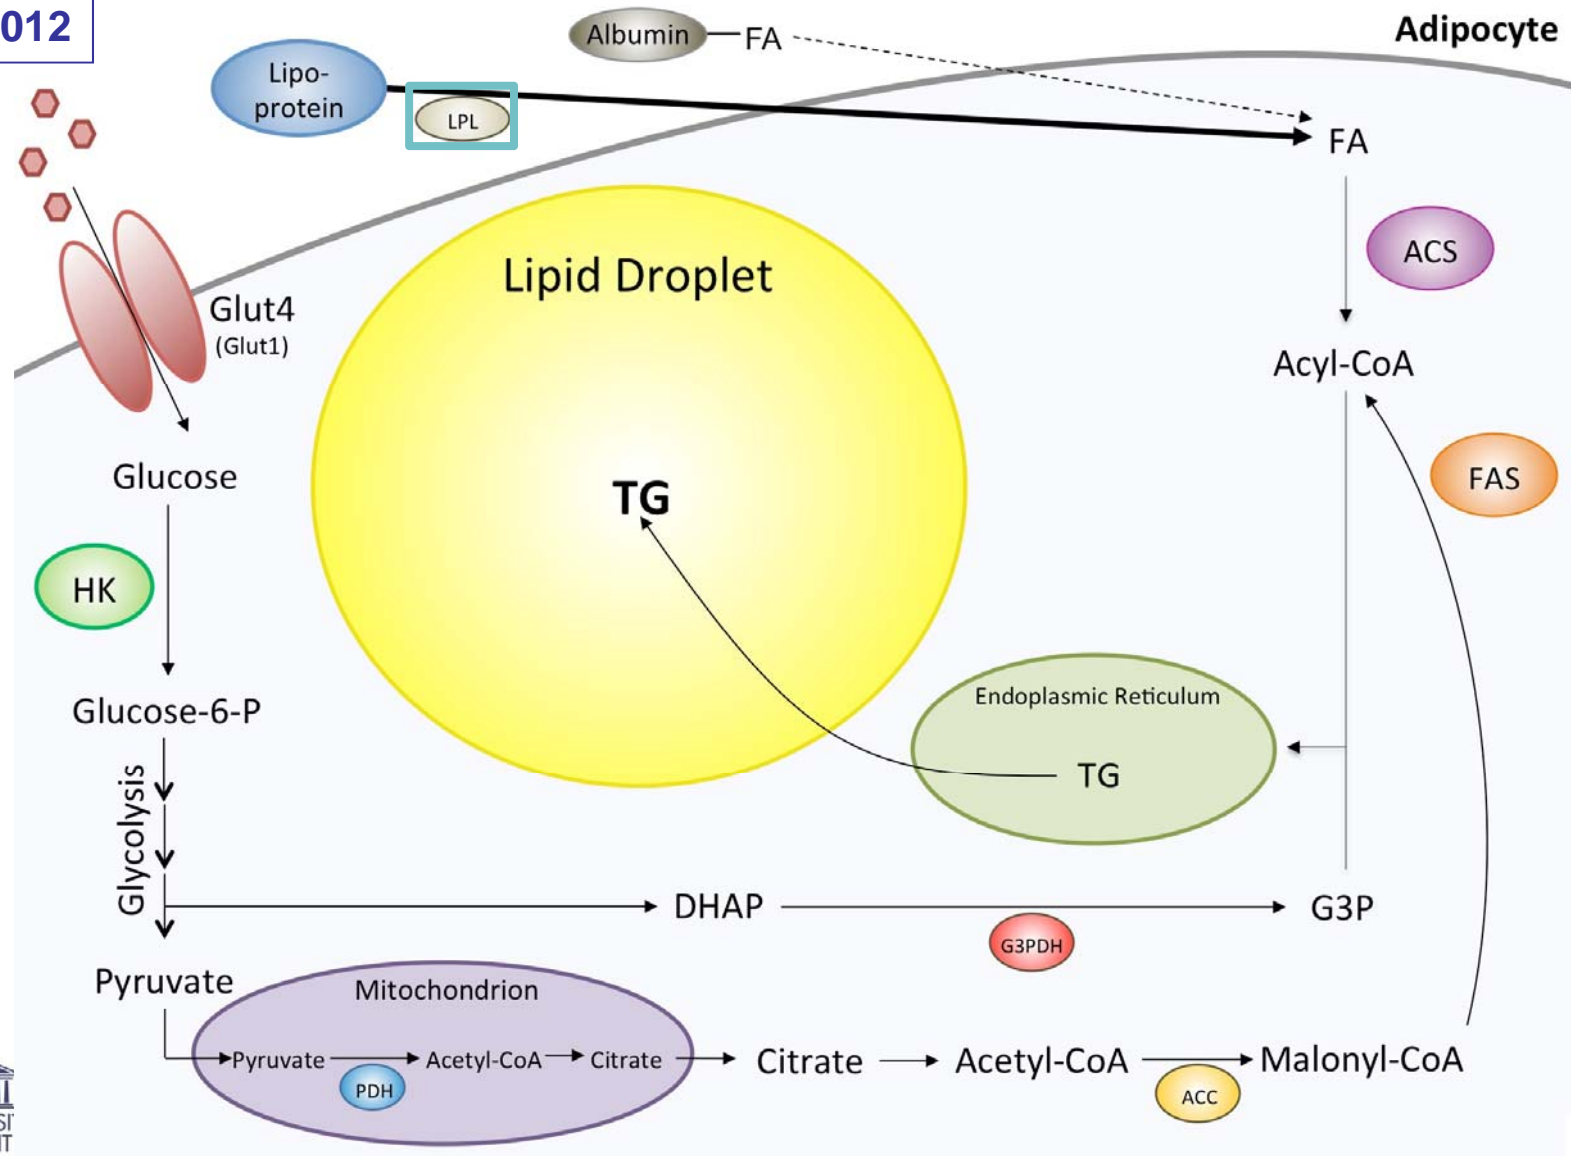 012
Albumin
FA
Adipocyte
Lipo-
protein
LPL
FA
ACS
Lipid Droplet
Glut4
(Glut1)
Acyl-CoA
Glucose
TG
FAS
HK
Endoplasmic Reticulum
Glucose-6-P
TG
Glycolysis
DHAP
G3P
G3PDH
Pyruvate
Mitochondrion
Pyruvate
Acetyl-CoA
Citrate
Citrate
Acetyl-CoA
Malonyl-CoA
PDH
ACC